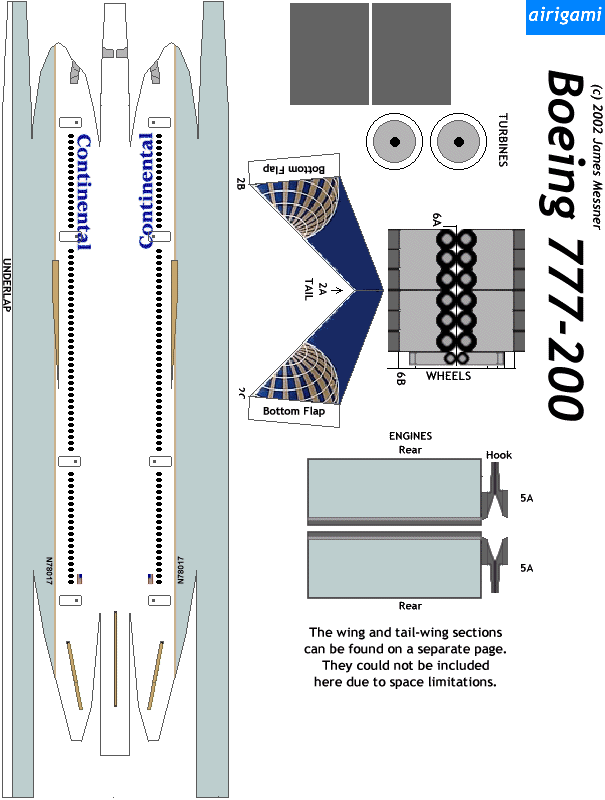 airigami
(c) 2002 James Messner
Boeing 777-200
TURBINES
Bottom Flap
2B
Continental
Continental
6A
2A
TAIL
UNDERLAP
2C
Bottom Flap
WHEELS
6B
ENGINES
Rear
Hook
5A
5A
Rear
N78017
N78017
The wing and tail-wing sections
can be found on a separate page.
They could not be included
here due to space limitations.